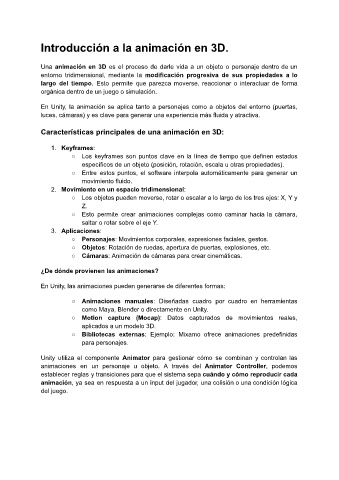 Introducción a la animación en 3D.
Una animación en 3D es el proceso de darle vida a un objeto o personaje dentro de un
entorno tridimensional, mediante la modificación progresiva de sus propiedades a lo
largo del tiempo. Esto permite que parezca moverse, reaccionar o interactuar de forma
orgánica dentro de un juego o simulación.
En Unity, la animación se aplica tanto a personajes como a objetos del entorno (puertas,
luces, cámaras) y es clave para generar una experiencia más fluida y atractiva.
Características principales de una animación en 3D:
1. Keyframes:
○ Los keyframes son puntos clave en la línea de tiempo que definen estados
específicos de un objeto (posición, rotación, escala u otras propiedades).
○ Entre estos puntos, el software interpola automáticamente para generar un
movimiento fluido.
2. Movimiento en un espacio tridimensional:
○ Los objetos pueden moverse, rotar o escalar a lo largo de los tres ejes: X, Y y
Z.
○ Esto permite crear animaciones complejas como caminar hacia la cámara,
saltar o rotar sobre el eje Y.
3. Aplicaciones:
○ Personajes: Movimientos corporales, expresiones faciales, gestos.
○ Objetos: Rotación de ruedas, apertura de puertas, explosiones, etc.
○ Cámaras: Animación de cámaras para crear cinemáticas.
¿De dónde provienen las animaciones?
En Unity, las animaciones pueden generarse de diferentes formas:
○ Animaciones manuales: Diseñadas cuadro por cuadro en herramientas
como Maya, Blender o directamente en Unity.
○ Motion capture (Mocap): Datos capturados de movimientos reales,
aplicados a un modelo 3D.
○ Bibliotecas externas: Ejemplo: Mixamo ofrece animaciones predefinidas
para personajes.
Unity utiliza el componente Animator para gestionar cómo se combinan y controlan las
animaciones en un personaje u objeto. A través del Animator Controller, podemos
establecer reglas y transiciones para que el sistema sepa cuándo y cómo reproducir cada
animación, ya sea en respuesta a un input del jugador, una colisión o una condición lógica
del juego.